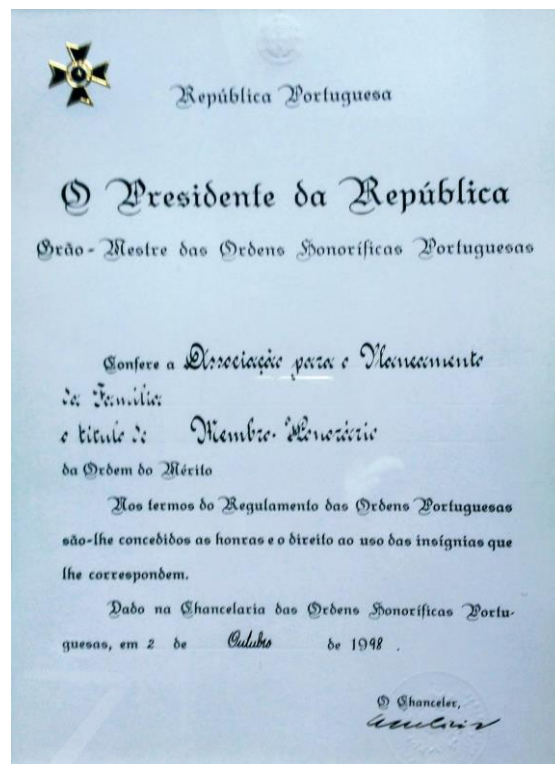 República Portuguesa
O Presidente da República
Grão-Mestre das Ordens Honoríficas Portuguesas
Confere a Associação para o Planeamento
da Família
o título de Membro-Honorário
da Ordem do Mérito
Nos termos do Regulamento das Ordens Portuguesas
são-lhe concedidos as honras e o direito ao uso das insígnias que
lhe correspondem.
Dado na Chancelaria das Ordens Honoríficas Portu-
guesas, em 2 de Outubro de 1998 .
O Chanceler,